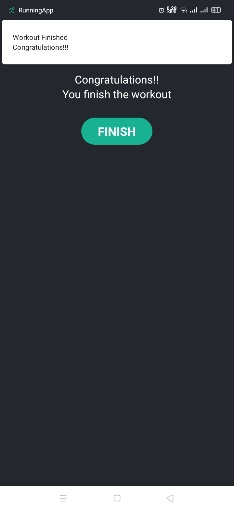 RunningApp
Workout Finished
Congratulations!!!
Congratulations!!
You finish the workout
FINISH